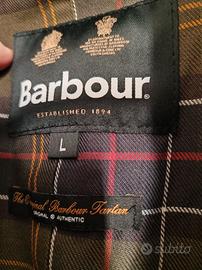 Barbour
ESTABLISHED 1894
L
The Original Barbour Tartan
ORIGINAL & AUTHENTIC
subito